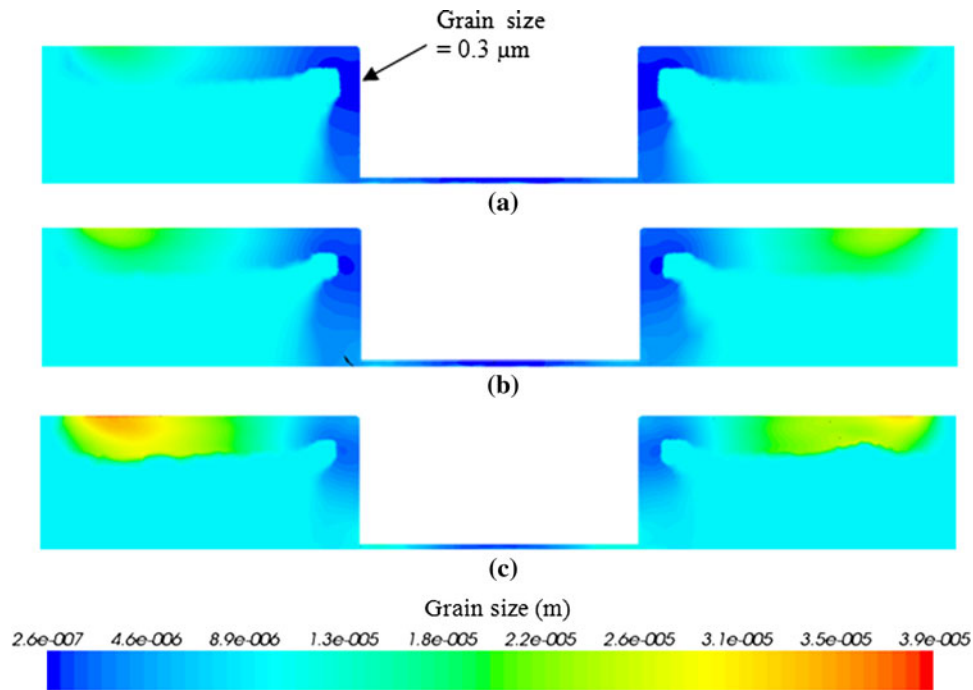 Grain size
= 0.3 µm
(a)
(b)
(c)
Grain size (m)
2.6e-007 4.6e-006 8.9e-006 1.3e-005 1.8e-005 2.2e-005 2.6e-005 3.1e-005 3.5e-005 3.9e-005